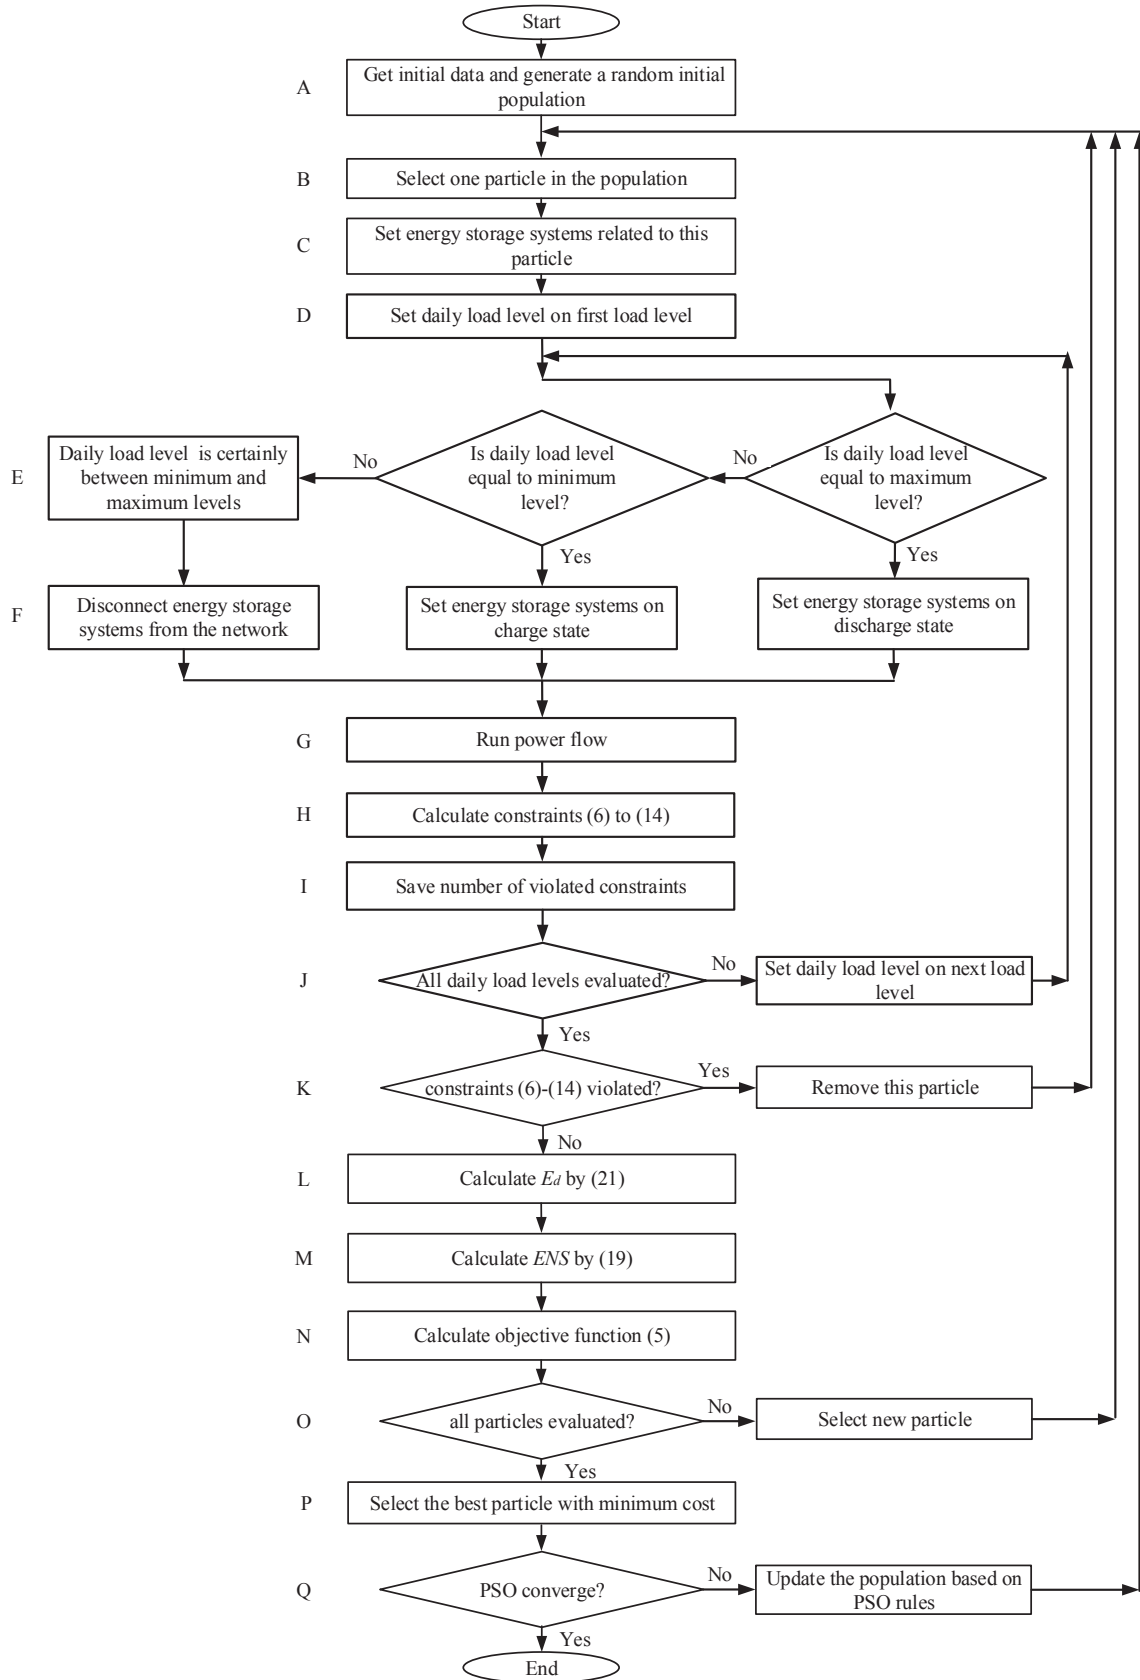 Start
A
Get initial data and generate a random initial
population
B
Select one particle in the population
C
Set energy storage systems related to this
particle
D
Set daily load level on first load level
E
Daily load level is certainly
between minimum and
maximum levels
No
Is daily load level
equal to minimum
level?
No
Is daily load level
equal to maximum
level?
Yes
Yes
F
Disconnect energy storage
systems from the network
Set energy storage systems on
charge state
Set energy storage systems on
discharge state
G
Run power flow
H
Calculate constraints (6) to (14)
I
Save number of violated constraints
J
All daily load levels evaluated?
No
Set daily load level on next load
level
Yes
K
constraints (6)-(14) violated?
Yes
Remove this particle
No
L
Calculate Ed by (21)
M
Calculate ENS by (19)
N
Calculate objective function (5)
O
all particles evaluated?
No
Select new particle
Yes
P
Select the best particle with minimum cost
Q
PSO converge?
No
Update the population based on
PSO rules
Yes
End